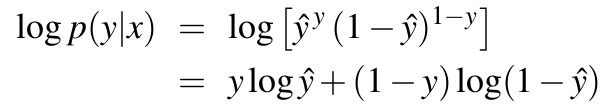 log p(y|x) = log [ŷ^y (1 − ŷ)^{1−y}]
= y log ŷ + (1 − y) log(1 − ŷ)